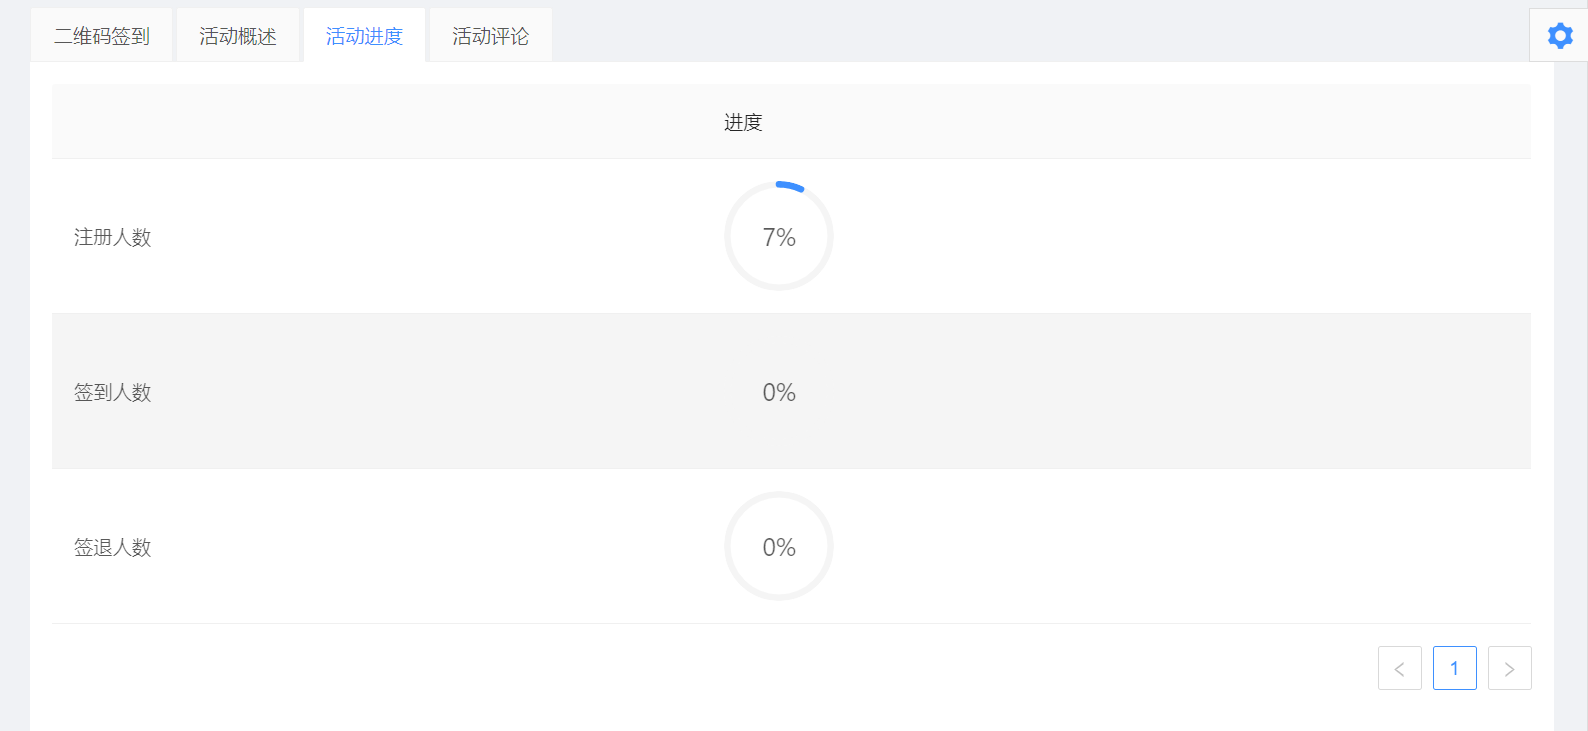 二维码签到 活动概述 活动进度 活动评论
进度
注册人数 7%
签到人数 0%
签退人数 0%
1